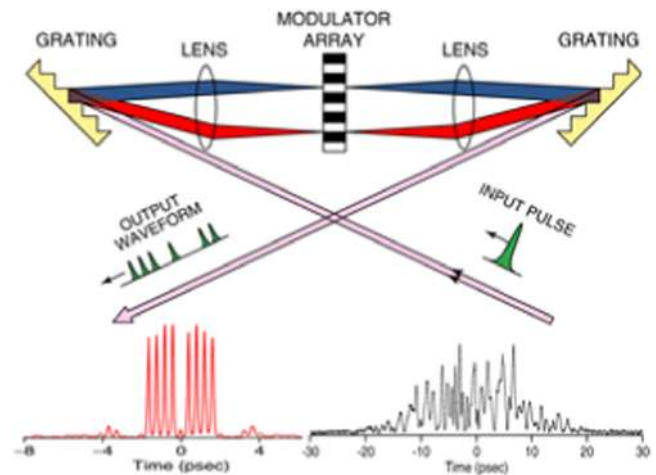 MODULATOR
ARRAY
GRATING
LENS
LENS
GRATING
OUTPUT
WAVEFORM
INPUT PULSE
-8 -4 0 4
Time (psec)
-30 -20 -10 0 10 20 30
Time (psec)